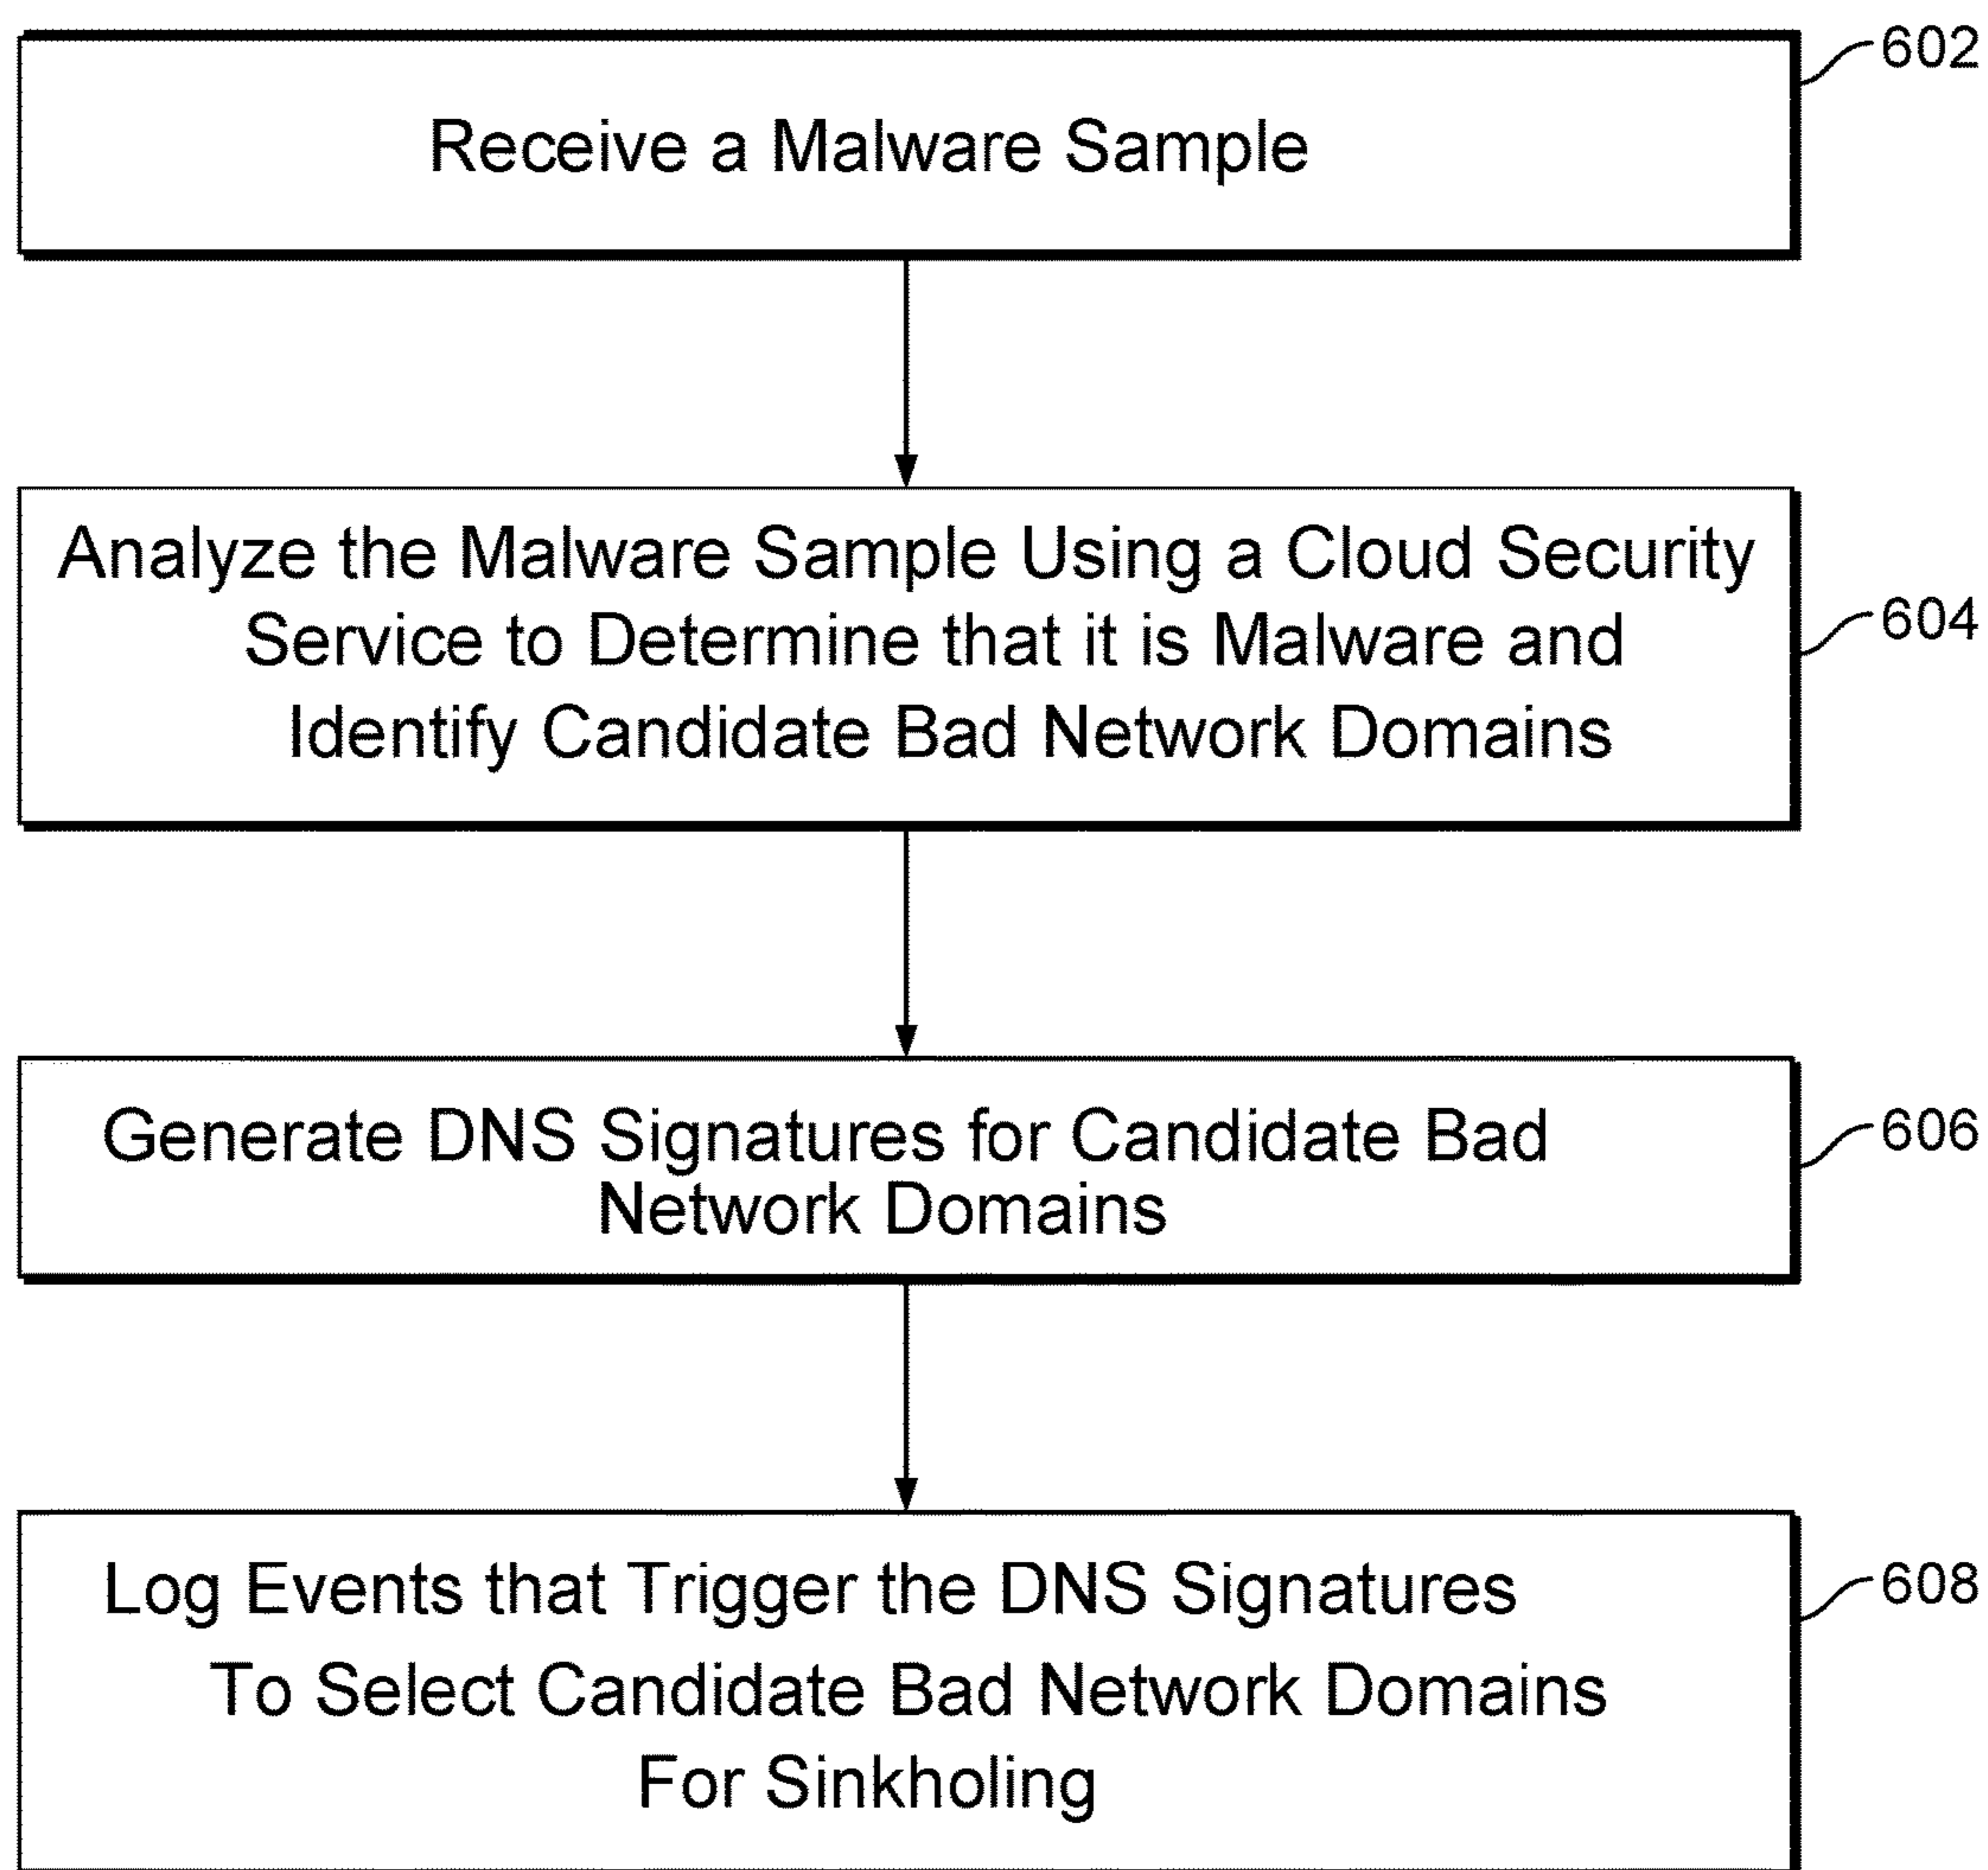 602
Receive a Malware Sample
Analyze the Malware Sample Using a Cloud Security
Service to Determine that it is Malware and
Identify Candidate Bad Network Domains
604
Generate DNS Signatures for Candidate Bad
Network Domains
606
Log Events that Trigger the DNS Signatures
To Select Candidate Bad Network Domains
For Sinkholing
608